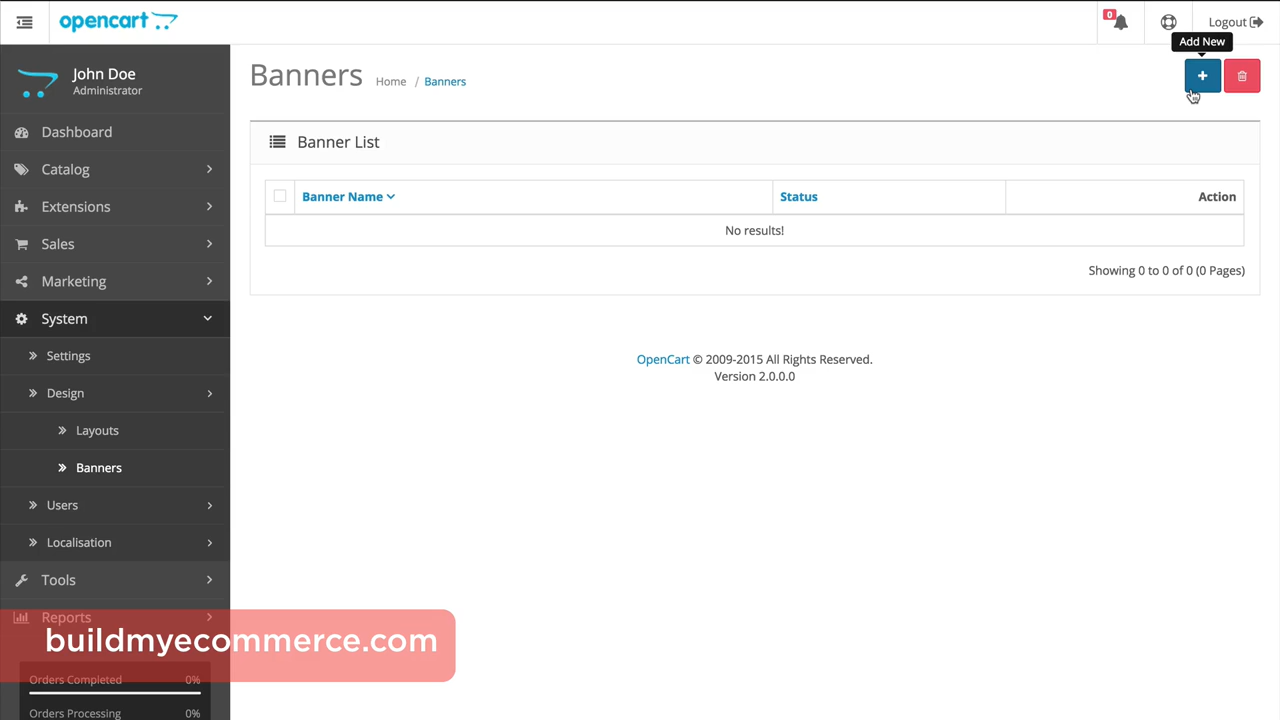 opencart
0
Logout
Add New
John Doe
Administrator
Banners
Home / Banners
Dashboard
Catalog
Extensions
Sales
Marketing
System
Settings
Design
Layouts
Banners
Users
Localisation
Tools
Reports
Orders Completed 0%
Orders Processing 0%
Banner List
Banner Name Status Action
No results!
Showing 0 to 0 of 0 (0 Pages)
OpenCart © 2009-2015 All Rights Reserved.
Version 2.0.0.0
buildmyecommerce.com